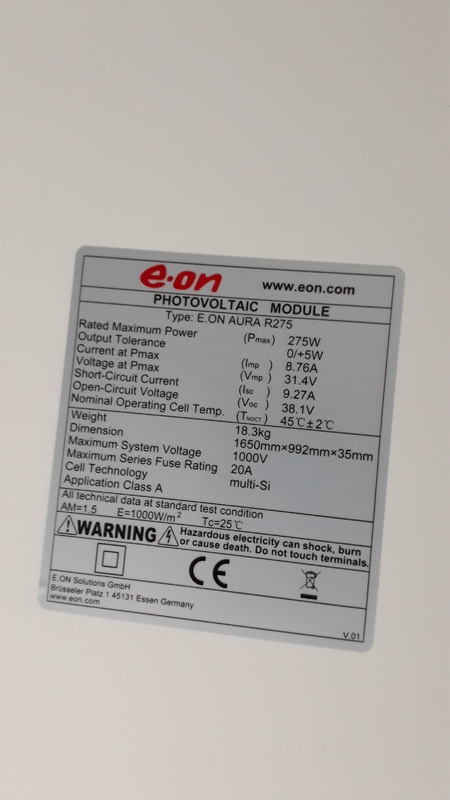 e·on www.eon.com
PHOTOVOLTAIC MODULE
Type: E.ON AURA R275
Rated Maximum Power (Pmax) 275W
Output Tolerance 0/+5W
Current at Pmax (Imp) 8.76A
Voltage at Pmax (Vmp) 31.4V
Short-Circuit Current (Isc) 9.27A
Open-Circuit Voltage (Voc) 38.1V
Nominal Operating Cell Temp. (TNOCT) 45℃±2℃
Weight 18.3kg
Dimension 1650mm×992mm×35mm
Maximum System Voltage 1000V
Maximum Series Fuse Rating 20A
Cell Technology multi-Si
Application Class A
All technical data at standard test condition
AM=1.5 E=1000W/m² Tc=25℃
WARNING Hazardous electricity can shock, burn
or cause death. Do not touch terminals.
CE
E.ON Solutions GmbH
Brüsseler Platz 1 45131 Essen Germany
www.eon.com
V.01